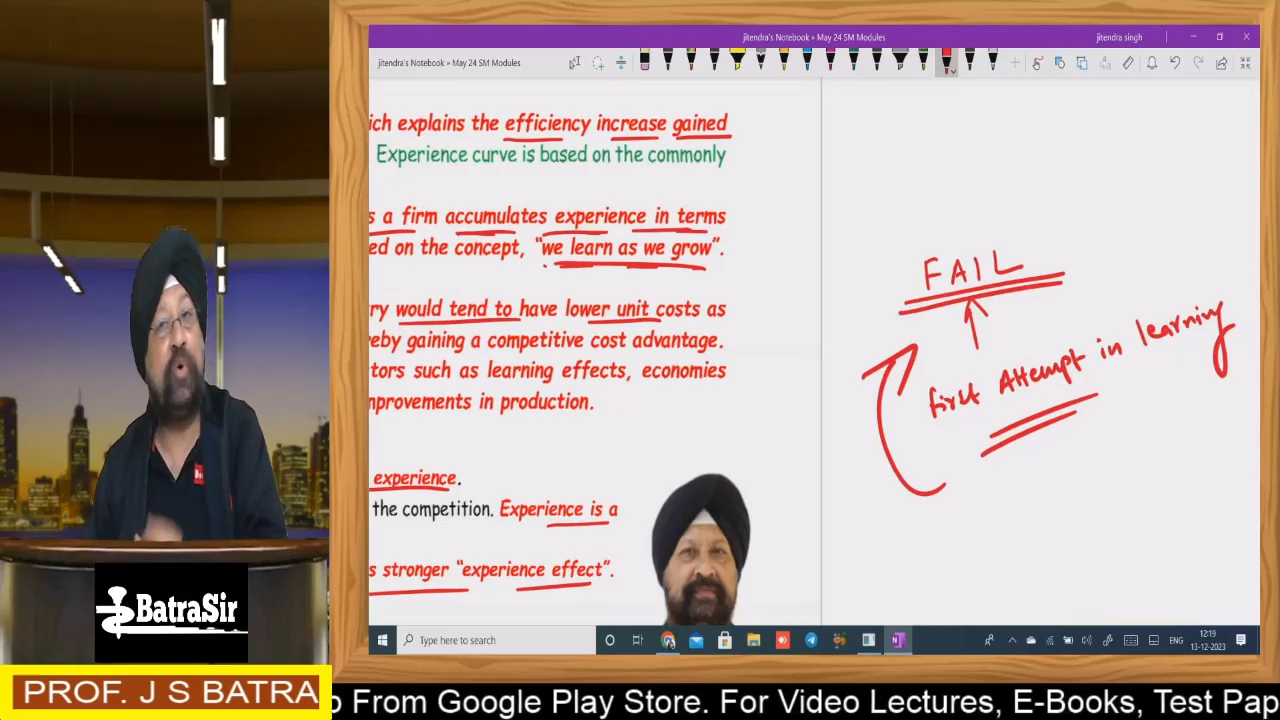 jitendra's Notebook » May 24 SM Modules
jitendra singh
jitendra's Notebook » May 24 SM Modules
ich explains the efficiency increase gained
Experience curve is based on the commonly
s a firm accumulates experience in terms
ed on the concept, “we learn as we grow”.
ry would tend to have lower unit costs as
reby gaining a competitive cost advantage.
tors such as learning effects, economies
mprovements in production.
experience.
the competition. Experience is a
s stronger “experience effect”.
FAIL
first Attempt in learning
BatraSir
Type here to search
ENG
12:19
13-12-2023
PROF. J S BATRA
p From Google Play Store. For Video Lectures, E-Books, Test Pap